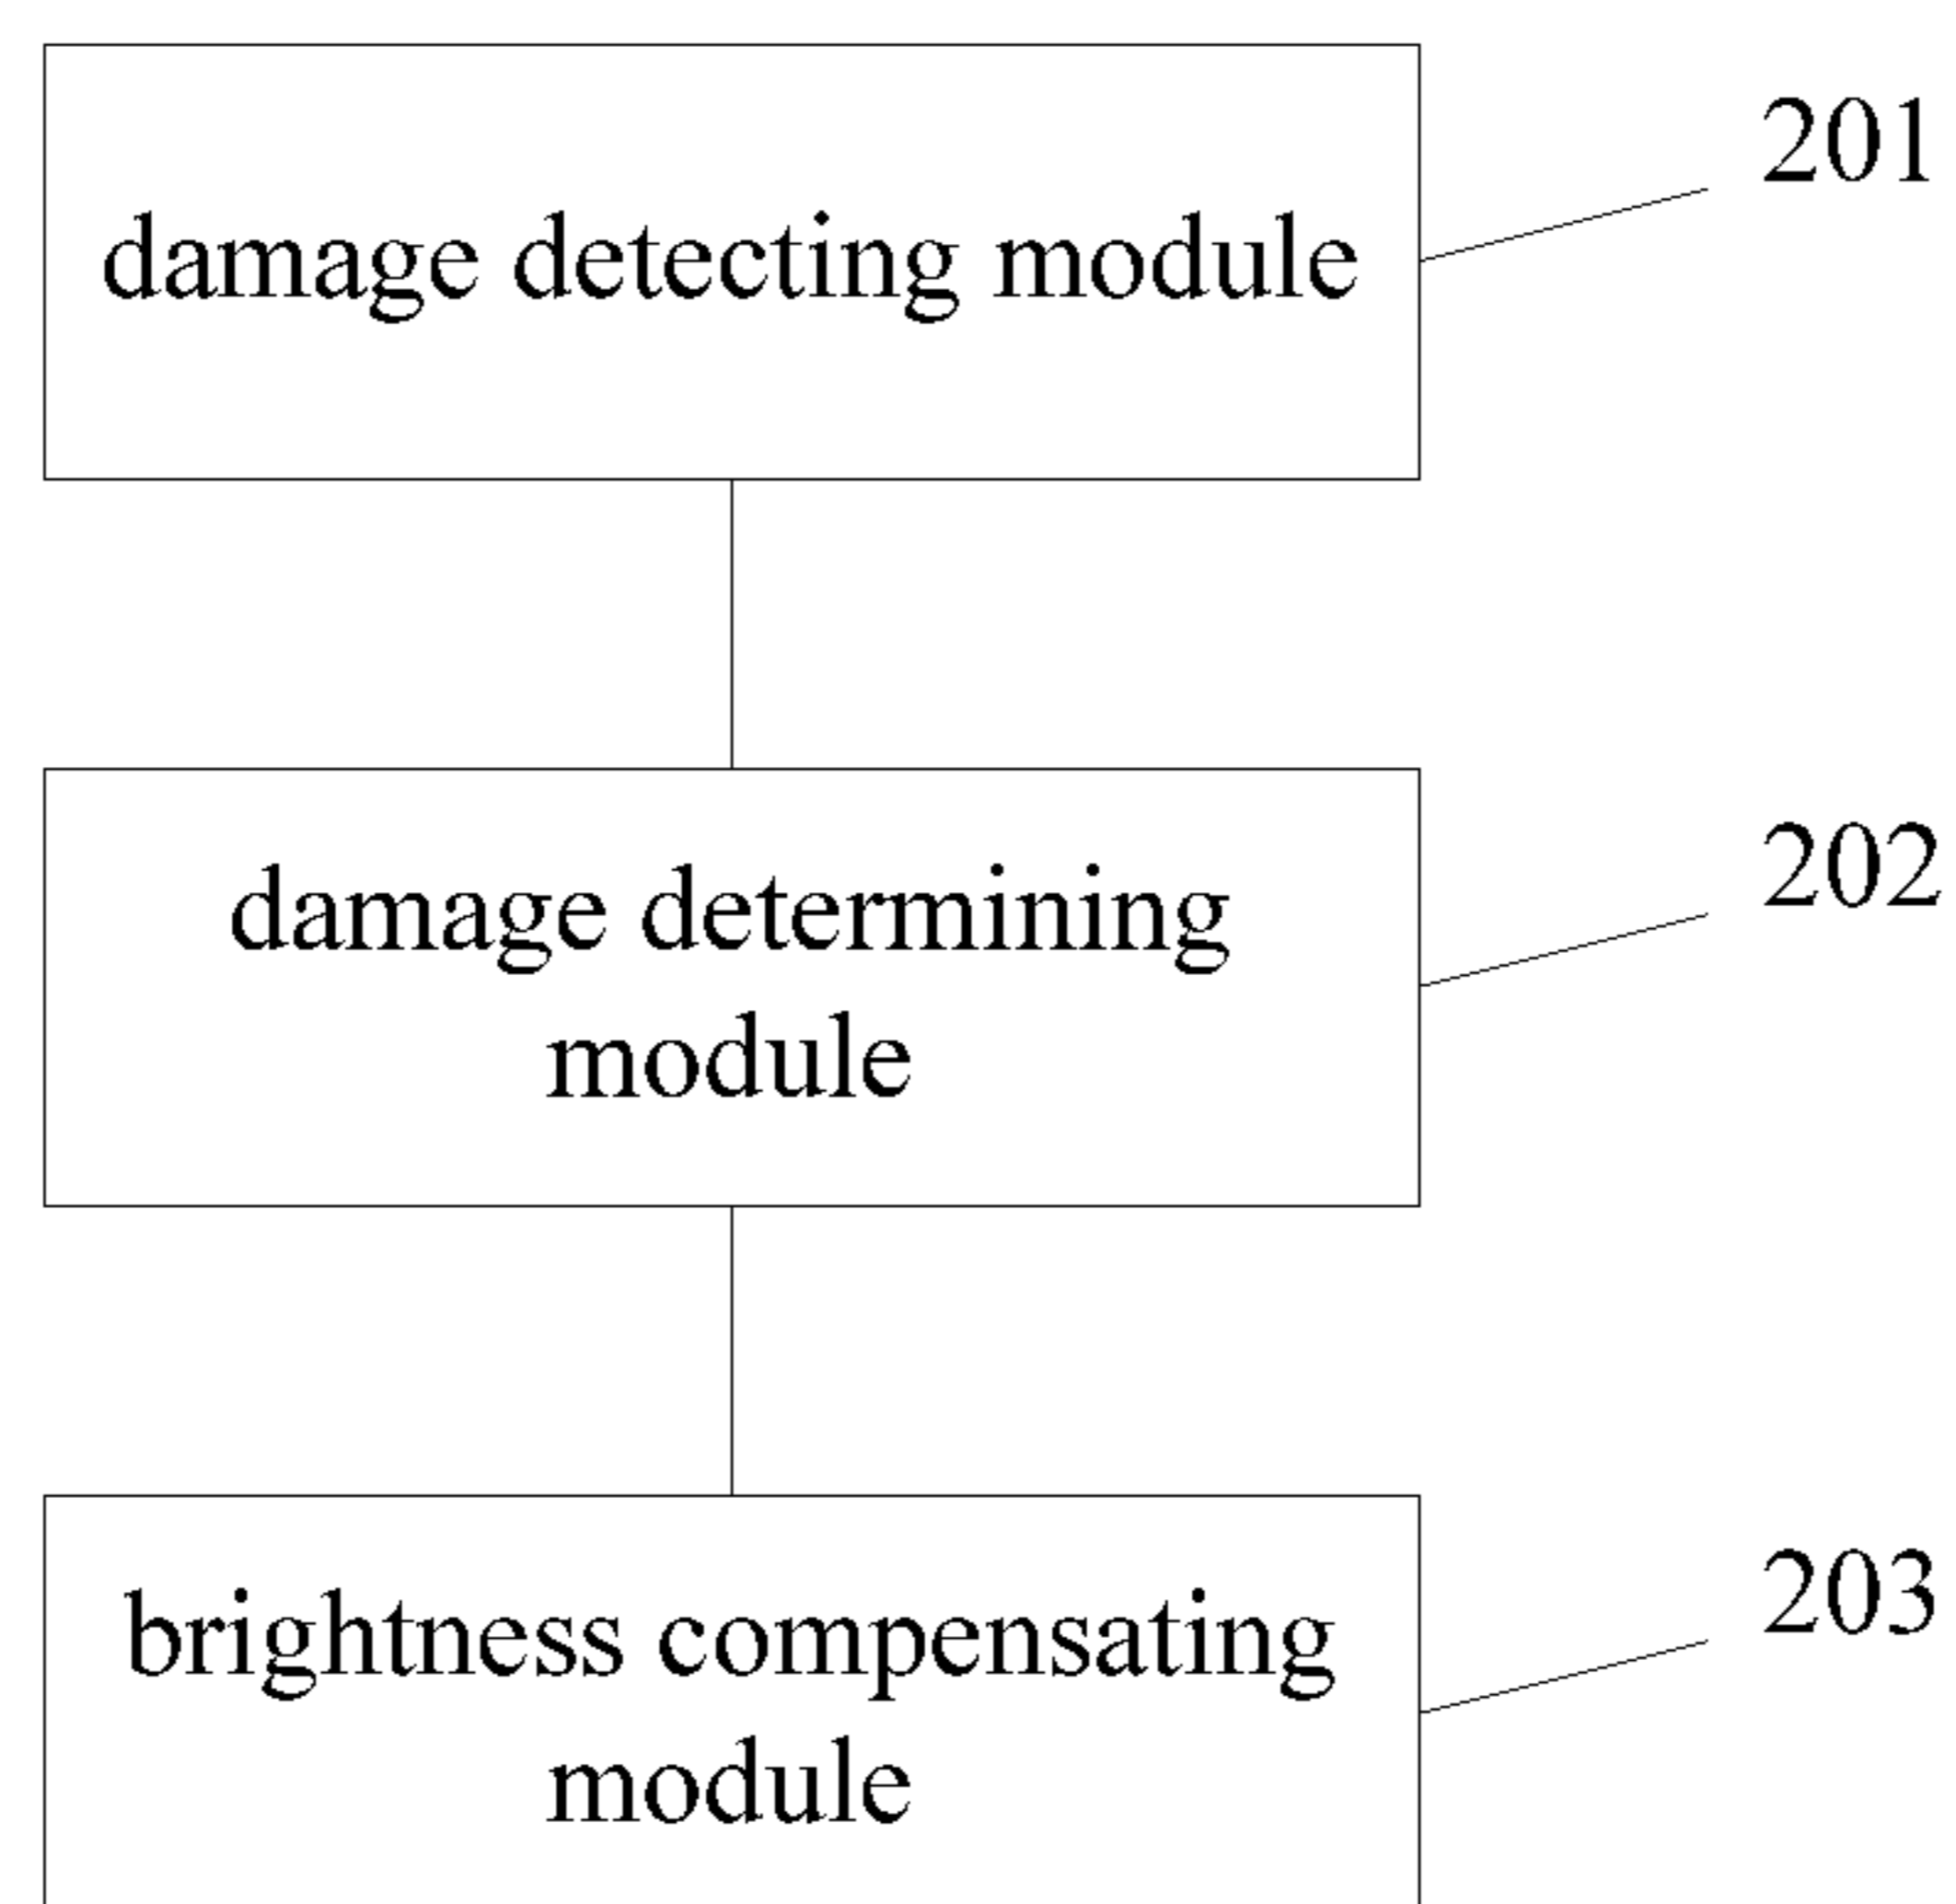 damage detecting module
201
damage determining
module
202
brightness compensating
module
203